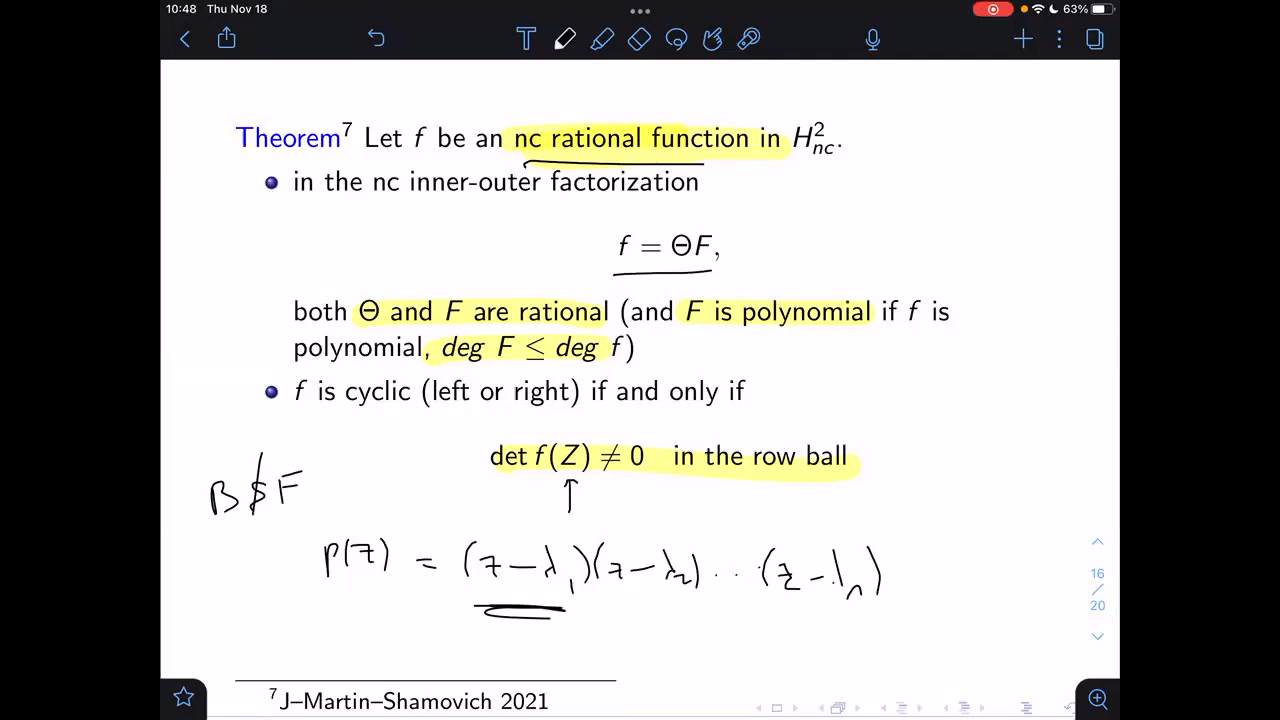 10:48 Thu Nov 18
63%
Theorem⁷ Let f be an nc rational function in H²ₙ꜀.
in the nc inner-outer factorization
f = ΘF,
both Θ and F are rational (and F is polynomial if f is
polynomial, deg F ≤ deg f)
f is cyclic (left or right) if and only if
det f(Z) ≠ 0 in the row ball
B $ F
p(z) = (z−λ₁)(z−λ₂)...(z−λₙ)
16
/
20
⁷J–Martin–Shamovich 2021